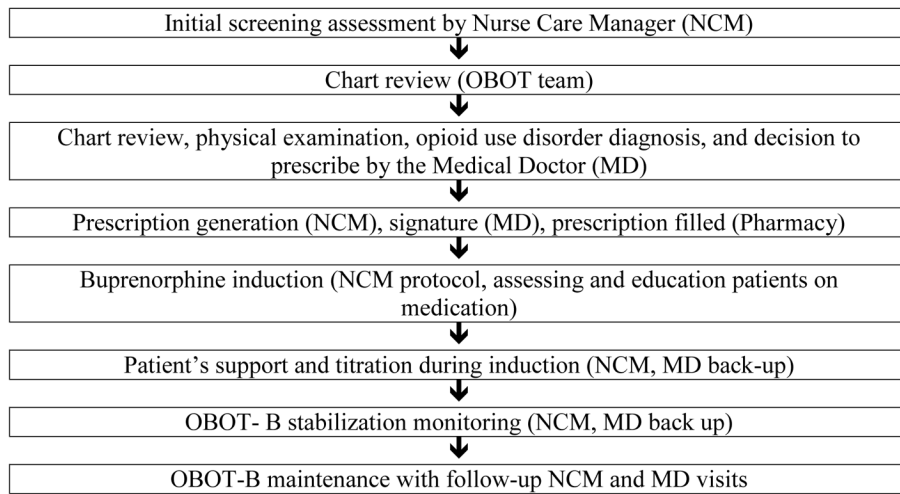 Initial screening assessment by Nurse Care Manager (NCM)
Chart review (OBOT team)
Chart review, physical examination, opioid use disorder diagnosis, and decision to
prescribe by the Medical Doctor (MD)
Prescription generation (NCM), signature (MD), prescription filled (Pharmacy)
Buprenorphine induction (NCM protocol, assessing and education patients on
medication)
Patient’s support and titration during induction (NCM, MD back-up)
OBOT- B stabilization monitoring (NCM, MD back up)
OBOT-B maintenance with follow-up NCM and MD visits